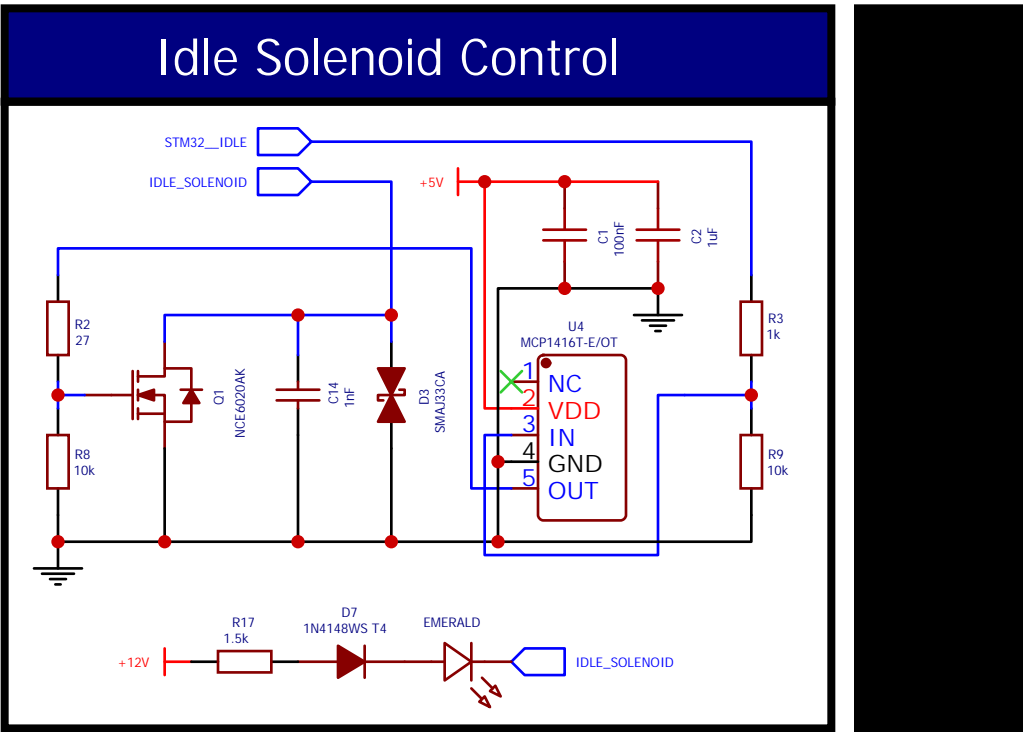 Idle Solenoid Control
STM32__IDLE
IDLE_SOLENOID
+5V
C1
100nF
C2
1uF
R2
27
R3
1k
U4
MCP1416T-E/OT
Q1
NCE6020AK
C14
1nF
D3
SMAJ33CA
1 NC
2 VDD
3 IN
4 GND
5 OUT
R8
10k
R9
10k
R17
1.5k
D7
1N4148WS T4
EMERALD
+12V
IDLE_SOLENOID